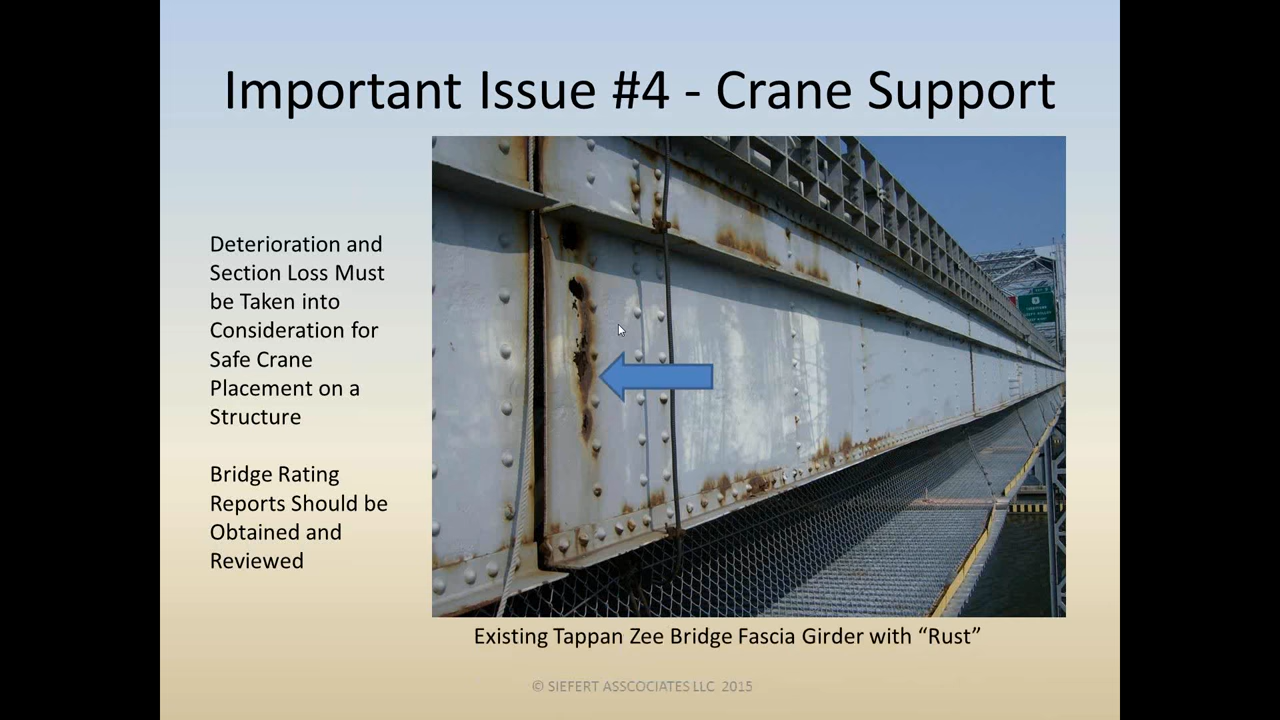 Important Issue #4 - Crane Support
Deterioration and
Section Loss Must
be Taken into
Consideration for
Safe Crane
Placement on a
Structure
Bridge Rating
Reports Should be
Obtained and
Reviewed
Existing Tappan Zee Bridge Fascia Girder with “Rust”
© SIEFERT ASSCOCIATES LLC 2015